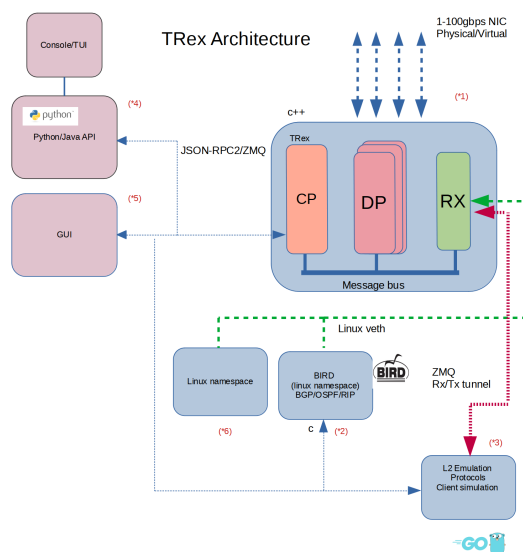 Console/TUI
TRex Architecture
1-100gbps NIC
Physical/Virtual
(*1)
(*4)
python
Python/Java API
c++
TRex
CP
DP
RX
JSON-RPC2/ZMQ
(*5)
GUI
Message bus
Linux veth
Linux namespace
(*6)
BIRD
(linux namespace)
BGP/OSPF/RIP
BIRD
c
(*2)
ZMQ
Rx/Tx tunnel
(*3)
L2 Emulation
Protocols
Client simulation
GO